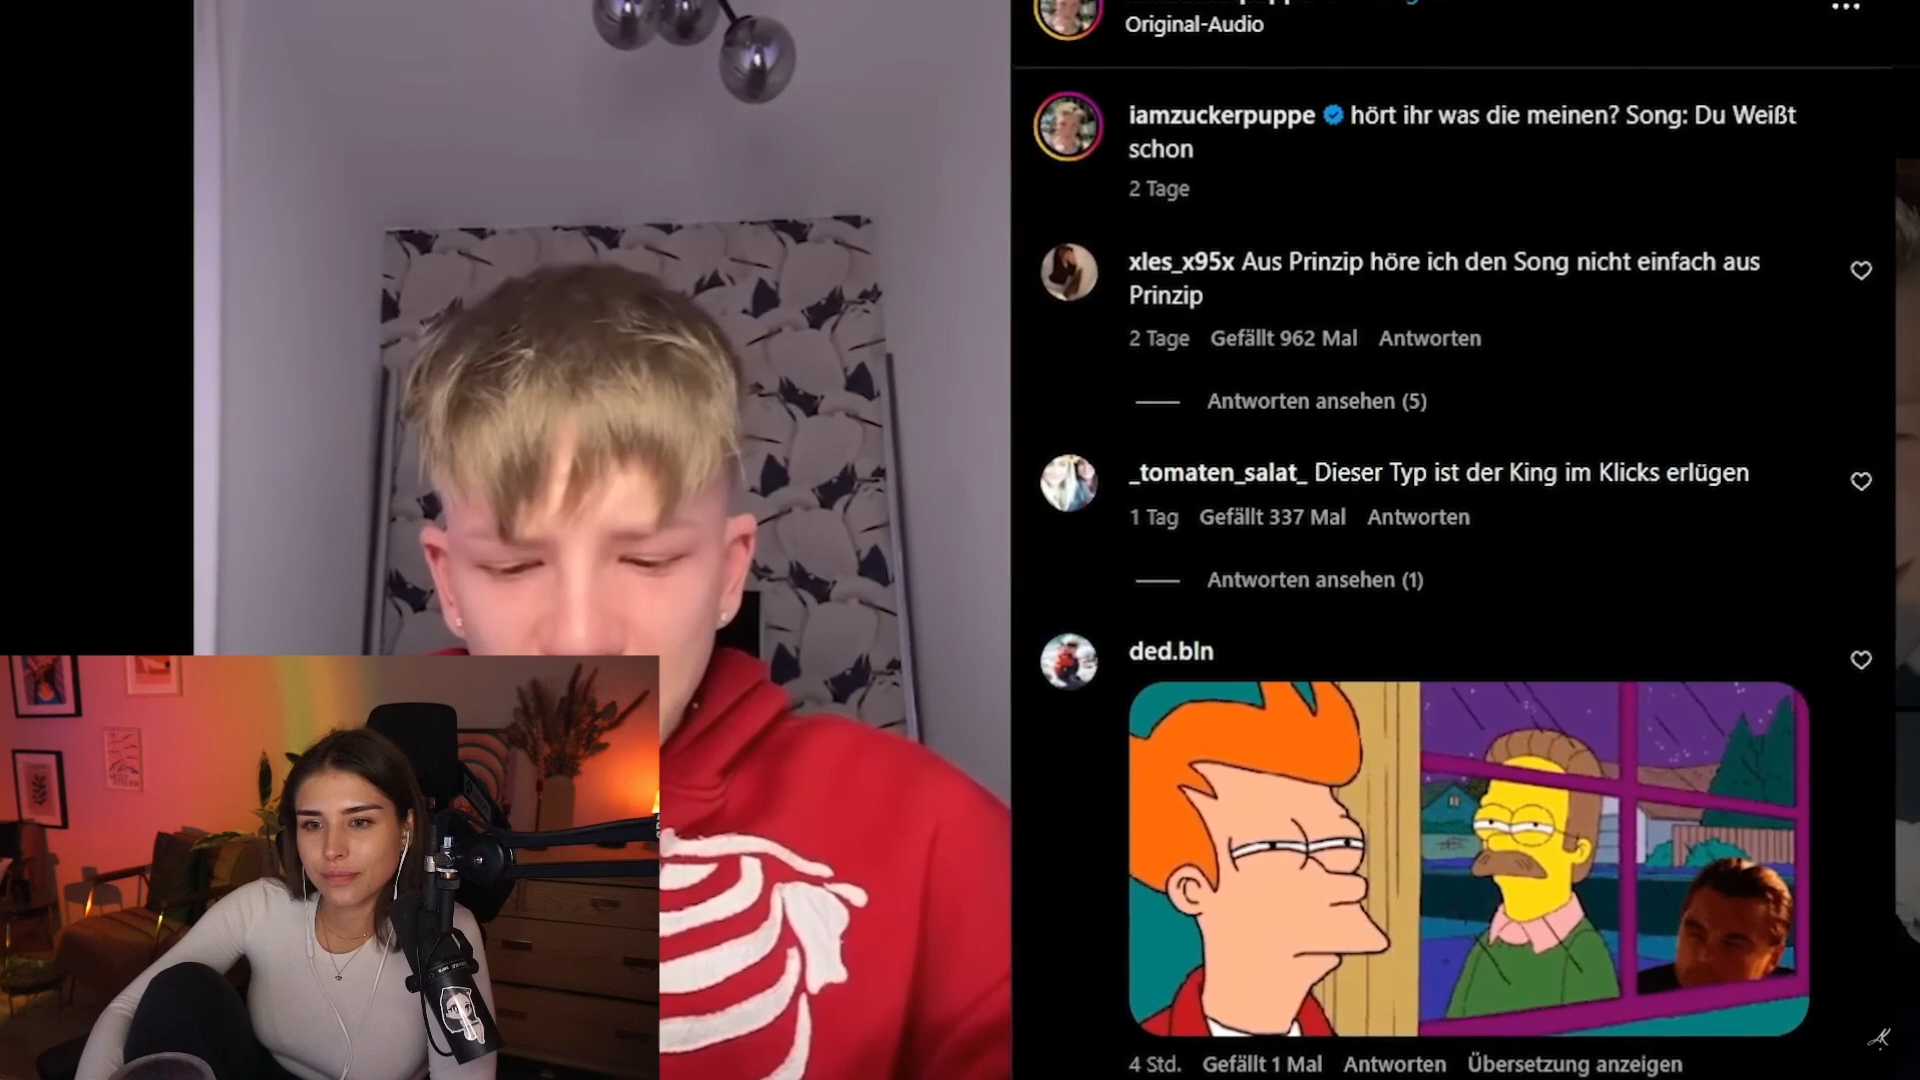 Original-Audio
iamzuckerpuppe hört ihr was die meinen? Song: Du Weißt
schon
2 Tage
xles_x95x Aus Prinzip höre ich den Song nicht einfach aus
Prinzip
2 Tage Gefällt 962 Mal Antworten
Antworten ansehen (5)
_tomaten_salat_ Dieser Typ ist der King im Klicks erlügen
1 Tag Gefällt 337 Mal Antworten
Antworten ansehen (1)
ded.bln
4 Std. Gefällt 1 Mal Antworten Übersetzung anzeigen